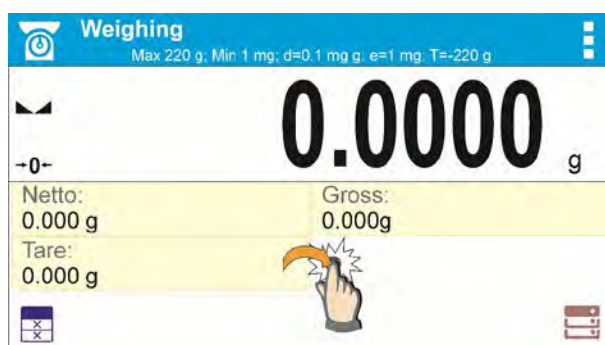 Weighing
Max 220 g; Min 1 mg; d=0.1 mg g; e=1 mg; T=-220 g
0.0000 g
→0←
Netto:
0.000 g
Gross:
0.000g
Tare:
0.000 g